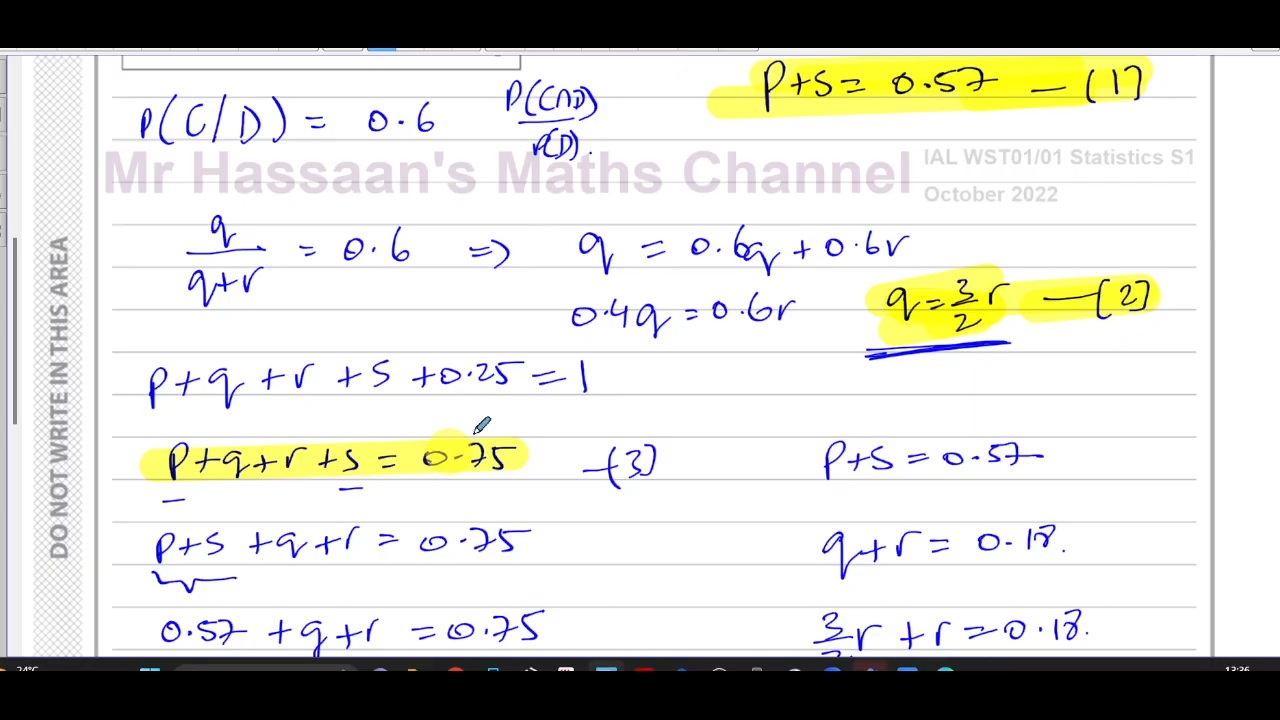 P+S = 0.57 — (1)
P(C/D) = 0.6 P(C∩D)/P(D).
Mr Hassaan's Maths Channel
IAL WST01/01 Statistics S1
October 2022
q/(q+r) = 0.6 => q = 0.6q + 0.6r
0.4q = 0.6r q = 3/2 r — (2)
P+q+r+s+0.25 = 1
P+q+r+s = 0.75 — (3) P+S = 0.57
P+S+q+r = 0.75 q+r = 0.18.
0.57 + q+r = 0.75 3/2 r + r = 0.18.
DO NOT WRITE IN THIS AREA